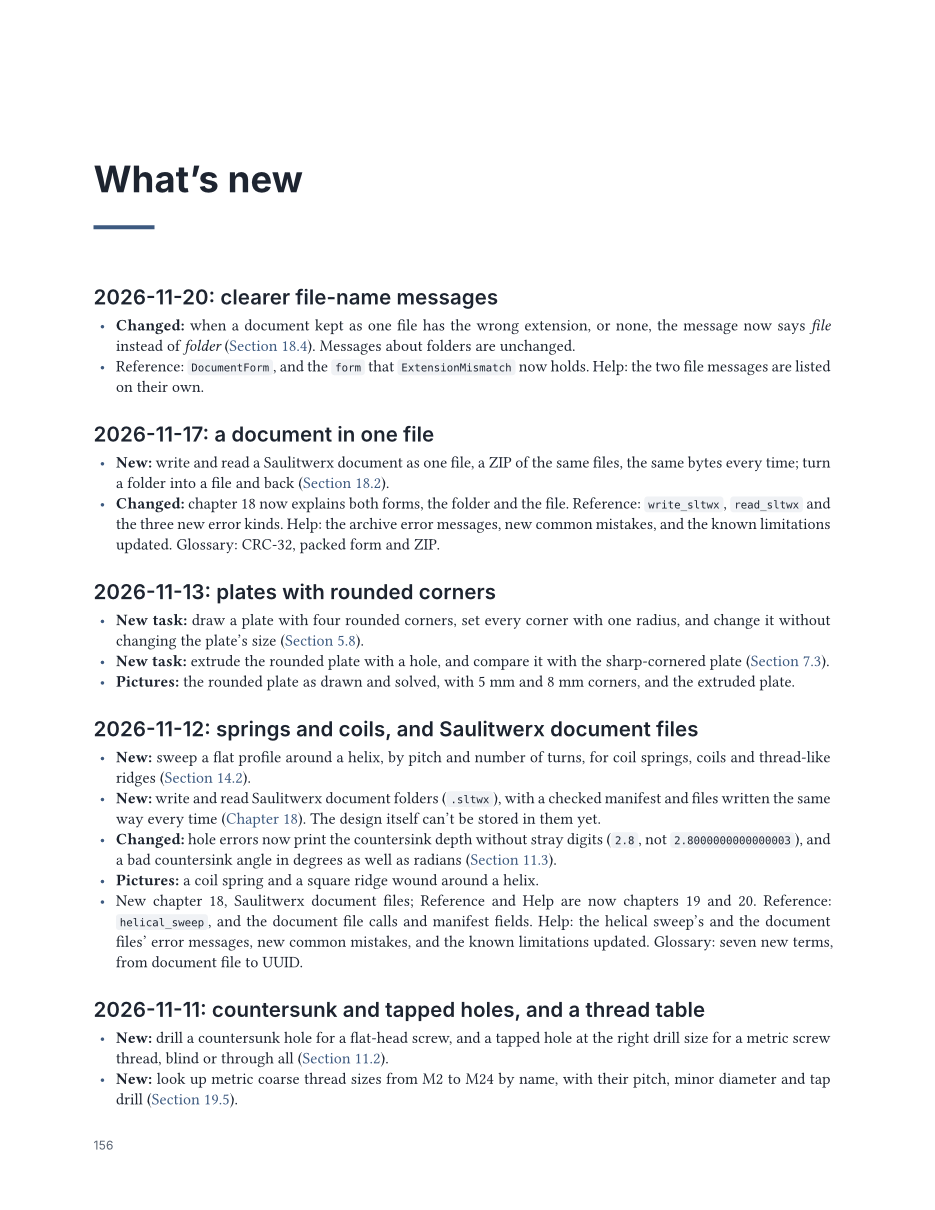 What's new
2026-11-20: clearer file-name messages
• Changed: when a document kept as one file has the wrong extension, or none, the message now says file
instead of folder (Section 18.4). Messages about folders are unchanged.
• Reference: DocumentForm, and the form that ExtensionMismatch now holds. Help: the two file messages are listed
on their own.
2026-11-17: a document in one file
• New: write and read a Saulitwerx document as one file, a ZIP of the same files, the same bytes every time; turn
a folder into a file and back (Section 18.2).
• Changed: chapter 18 now explains both forms, the folder and the file. Reference: write_sltwx, read_sltwx and
the three new error kinds. Help: the archive error messages, new common mistakes, and the known limitations
updated. Glossary: CRC-32, packed form and ZIP.
2026-11-13: plates with rounded corners
• New task: draw a plate with four rounded corners, set every corner with one radius, and change it without
changing the plate's size (Section 5.8).
• New task: extrude the rounded plate with a hole, and compare it with the sharp-cornered plate (Section 7.3).
• Pictures: the rounded plate as drawn and solved, with 5 mm and 8 mm corners, and the extruded plate.
2026-11-12: springs and coils, and Saulitwerx document files
• New: sweep a flat profile around a helix, by pitch and number of turns, for coil springs, coils and thread-like
ridges (Section 14.2).
• New: write and read Saulitwerx document folders (.sltwx), with a checked manifest and files written the same
way every time (Chapter 18). The design itself can't be stored in them yet.
• Changed: hole errors now print the countersink depth without stray digits (2.8, not 2.8000000000000003), and
a bad countersink angle in degrees as well as radians (Section 11.3).
• Pictures: a coil spring and a square ridge wound around a helix.
• New chapter 18, Saulitwerx document files; Reference and Help are now chapters 19 and 20. Reference:
helical_sweep, and the document file calls and manifest fields. Help: the helical sweep's and the document
files' error messages, new common mistakes, and the known limitations updated. Glossary: seven new terms,
from document file to UUID.
2026-11-11: countersunk and tapped holes, and a thread table
• New: drill a countersunk hole for a flat-head screw, and a tapped hole at the right drill size for a metric screw
thread, blind or through all (Section 11.2).
• New: look up metric coarse thread sizes from M2 to M24 by name, with their pitch, minor diameter and tap
drill (Section 19.5).
156